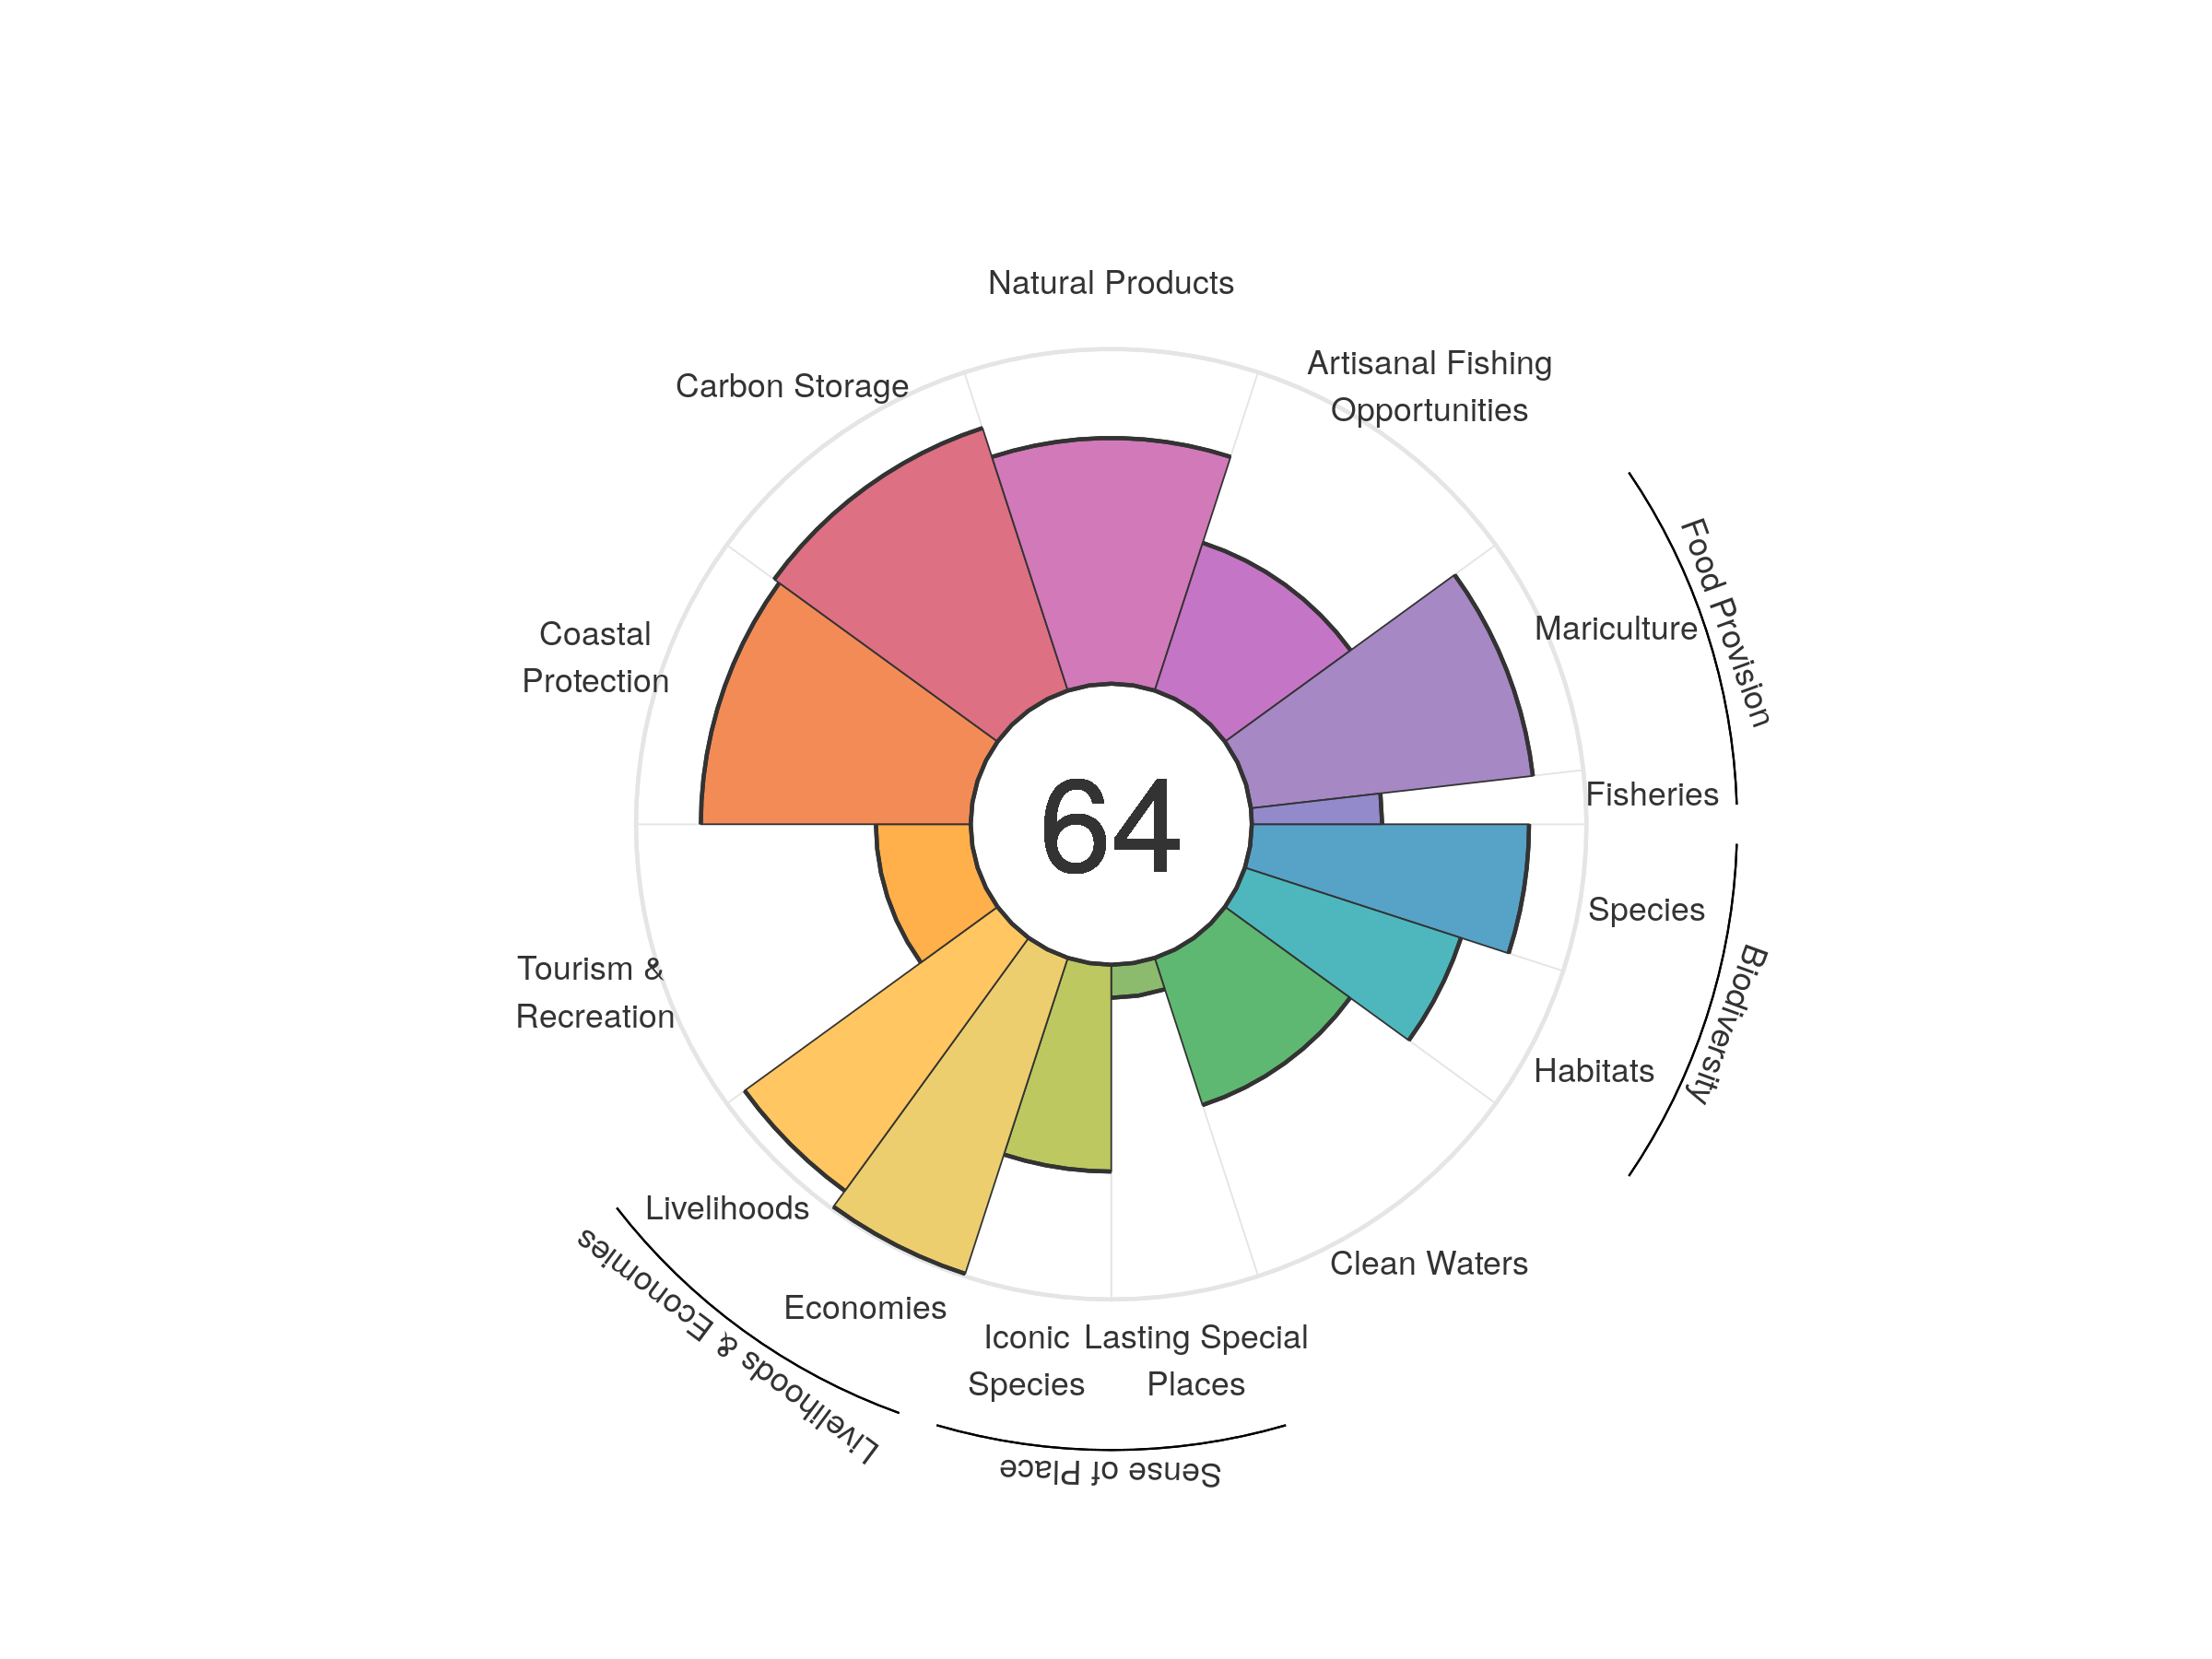 Natural Products
Artisanal Fishing
Opportunities
Carbon Storage
Food Provision
Mariculture
Coastal
Protection
Fisheries
64
Species
Biodiversity
Tourism &
Recreation
Habitats
Livelihoods
Clean Waters
Livelihoods & Economies
Economies
Iconic
Species
Lasting Special
Places
Sense of Place